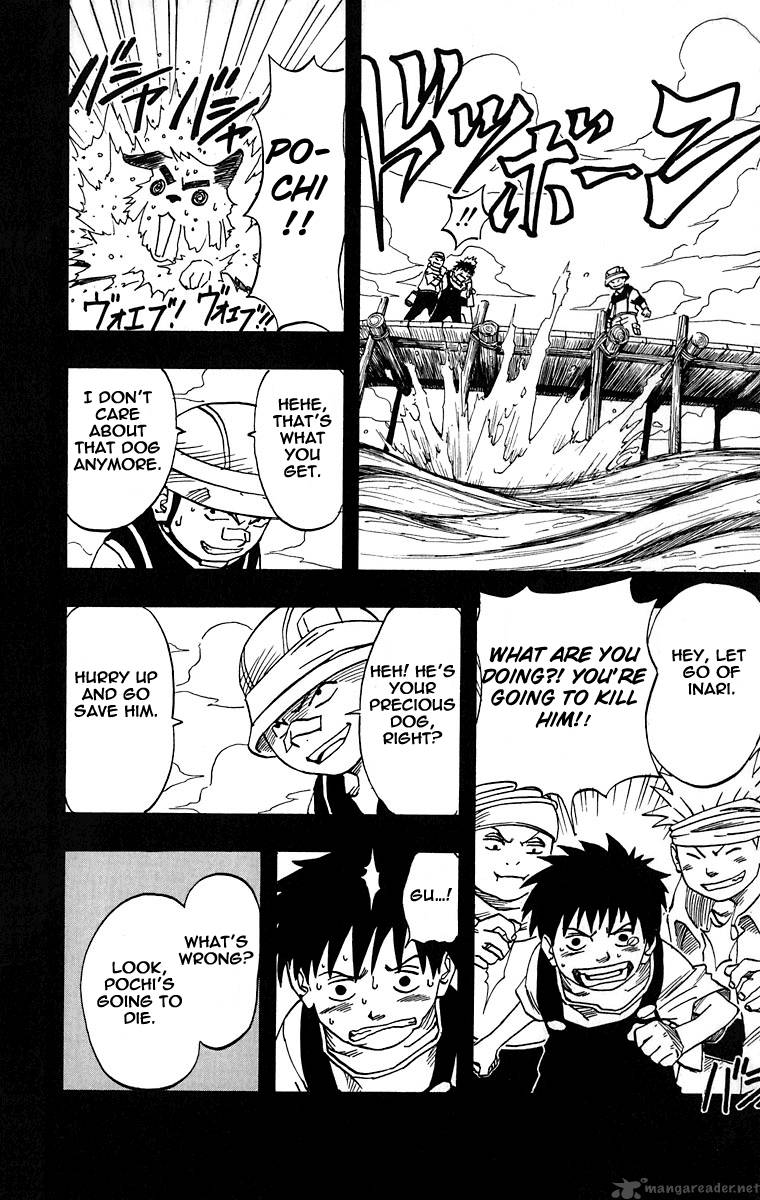 ドッボーン
!!
PO-
CHI
!!
バシャ バシャ
ヴォエブ! ヴォエブ!!
HEHE,
THAT'S
WHAT
YOU
GET.
I DON'T
CARE
ABOUT
THAT DOG
ANYMORE.
HEY, LET
GO OF
INARI.
WHAT ARE YOU
DOING?! YOU'RE
GOING TO KILL
HIM!!
バッ
HEH! HE'S
YOUR
PRECIOUS
DOG,
RIGHT?
HURRY UP
AND GO
SAVE HIM.
GU...!
WHAT'S
WRONG?
LOOK,
POCHI'S
GOING TO
DIE.
mangareader.net